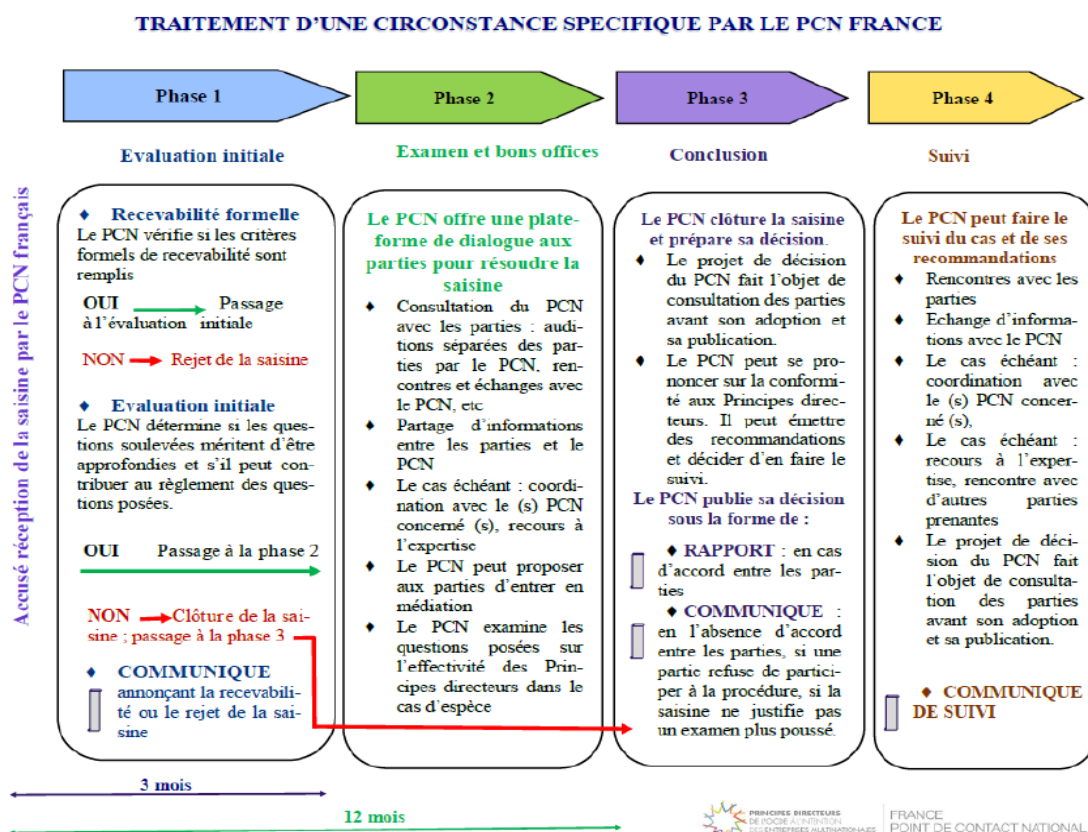 TRAITEMENT D'UNE CIRCONSTANCE SPECIFIQUE PAR LE PCN FRANCE
Accusé réception de la saisine par le PCN français
Phase 1
Evaluation initiale
♦ Recevabilité formelle
Le PCN vérifie si les critères
formels de recevabilité sont
remplis
OUI Passage
à l'évaluation initiale
NON Rejet de la saisine
♦ Evaluation initiale
Le PCN détermine si les ques-
tions soulevées méritent d'être
approfondies et s'il peut con-
tribuer au règlement des ques-
tions posées.
OUI Passage à la phase 2
NON Clôture de la sai-
sine ; passage à la phase 3
♦ COMMUNIQUE
annonçant la recevabili-
té ou le rejet de la sai-
sine
Phase 2
Examen et bons offices
Le PCN offre une plate-
forme de dialogue aux
parties pour résoudre la
saisine
♦ Consultation du PCN
avec les parties : audi-
tions séparées des par-
ties par le PCN, ren-
contres et échanges avec
le PCN, etc
♦ Partage d'informations
entre les parties et le
PCN
♦ Le cas échéant : coordi-
nation avec le (s) PCN
concerné (s), recours à
l'expertise
♦ Le PCN peut proposer
aux parties d'entrer en
médiation
♦ Le PCN examine les
questions posées sur
l'effectivité des Prin-
cipes directeurs dans le
cas d'espèce
Phase 3
Conclusion
Le PCN clôture la saisine
et prépare sa décision.
♦ Le projet de décision
du PCN fait l'objet de
consultation des parties
avant son adoption et
sa publication.
♦ Le PCN peut se pro-
noncer sur la conformi-
té aux Principes direc-
teurs. Il peut émettre
des recommandations
et décider d'en faire le
suivi.
Le PCN publie sa décision
sous la forme de :
♦ RAPPORT : en cas
d'accord entre les par-
ties
♦ COMMUNIQUE :
en l'absence d'accord
entre les parties, si une
partie refuse de partici-
per à la procédure, si la
saisine ne justifie pas
un examen plus poussé.
Phase 4
Suivi
Le PCN peut faire le
suivi du cas et de ses
recommandations
♦ Rencontres avec les
parties
♦ Echange d'informa-
tions avec le PCN
♦ Le cas échéant :
coordination avec
le (s) PCN concer-
né (s),
♦ Le cas échéant :
recours à l'exper-
tise, rencontre avec
d'autres parties
prenantes
♦ Le projet de déci-
sion du PCN fait
l'objet de consulta-
tion des parties
avant son adoption
et sa publication.
♦ COMMUNIQUE
DE SUIVI
3 mois
12 mois
PRINCIPES DIRECTEURS
DE L'OCDE A L'INTENTION
DES ENTREPRISES MULTINATIONALES
FRANCE
POINT DE CONTACT NATIONAL